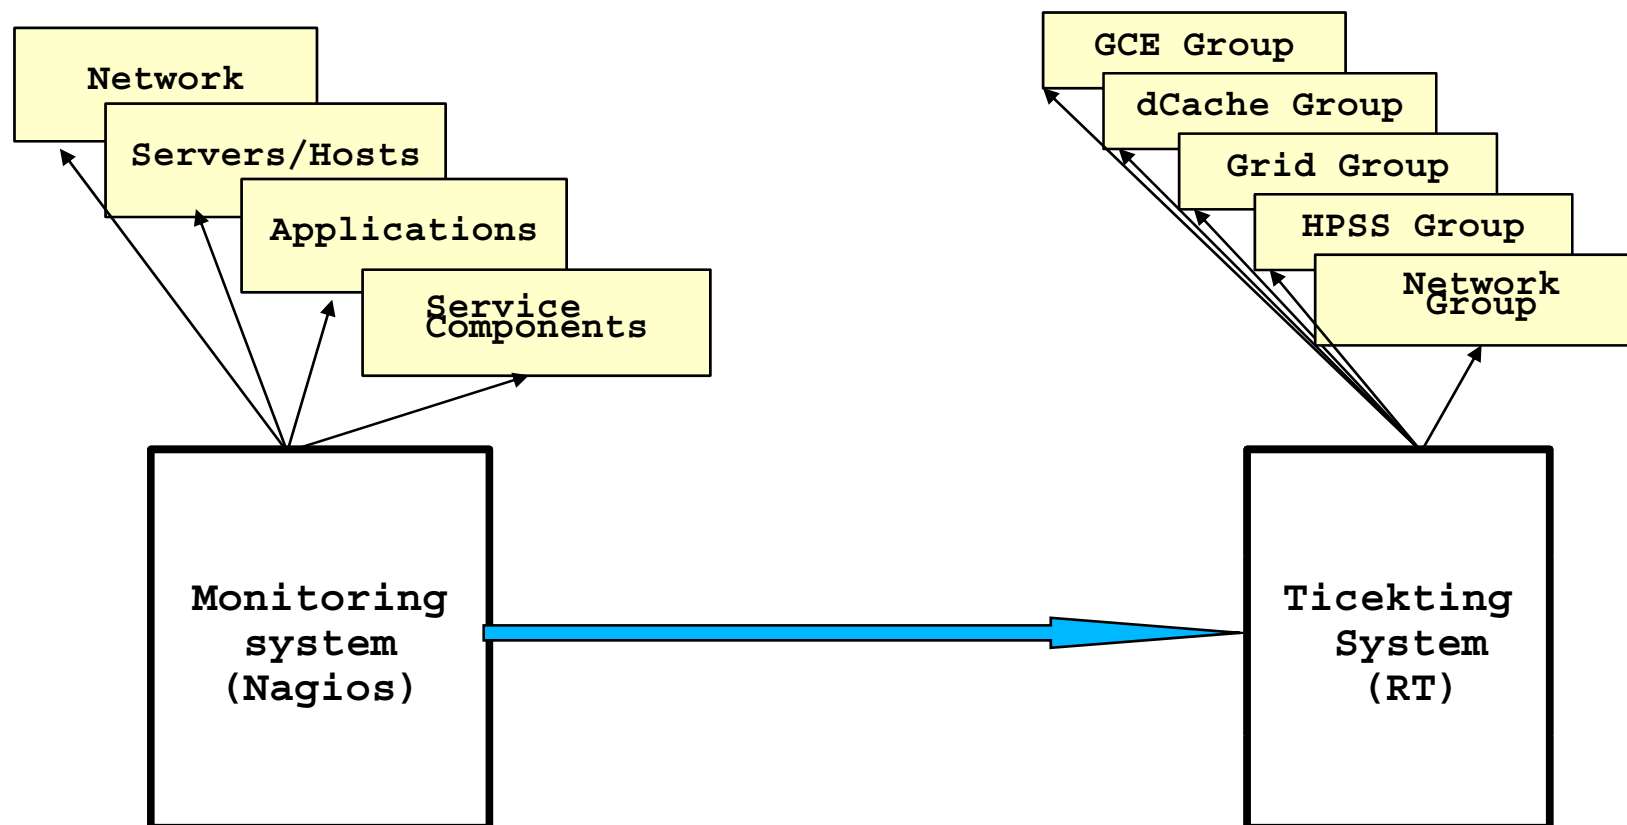 Network
Servers/Hosts
Applications
Service
Components
GCE Group
dCache Group
Grid Group
HPSS Group
Network
Group
Monitoring
system
(Nagios)
Ticekting
System
(RT)